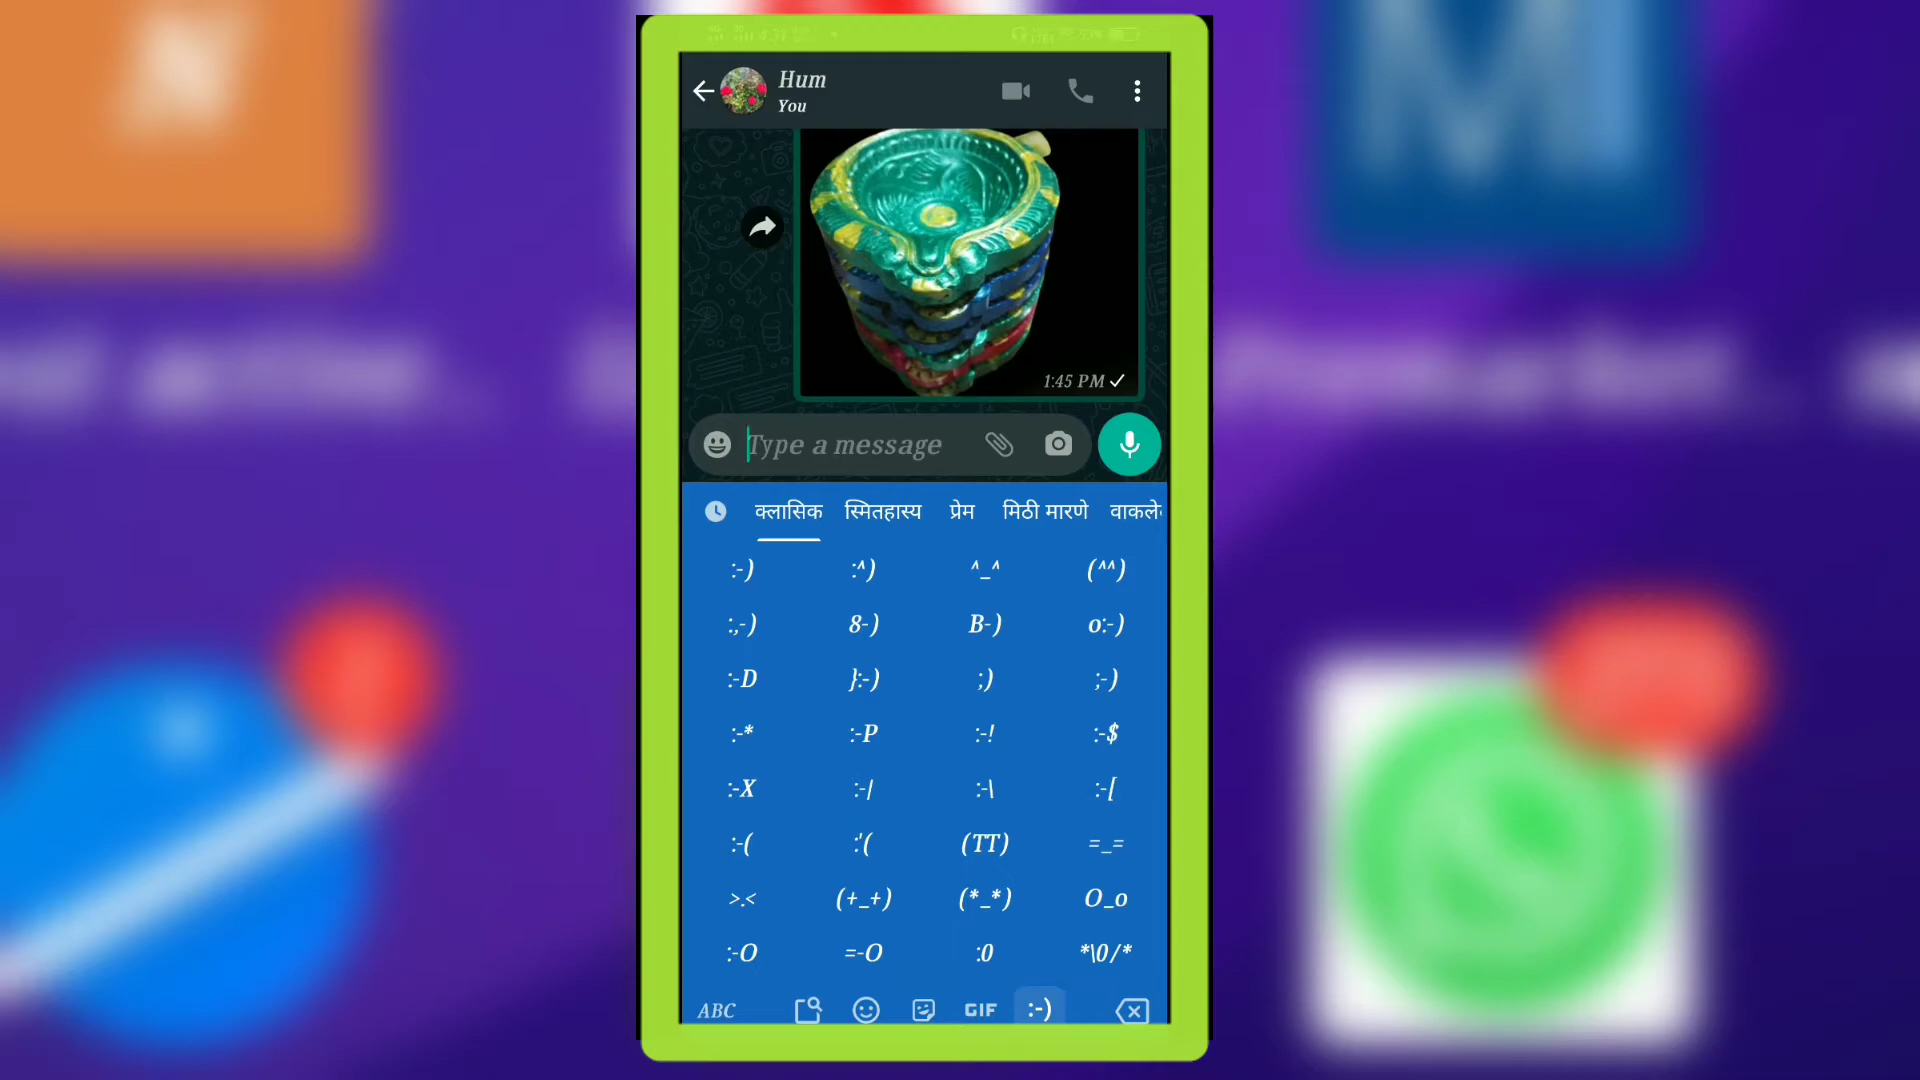 Hum
You
1:45 PM
Type a message
क्लासिक स्मितहास्य प्रेम मिठी मारणे
:-) :^) ^_^ (^^)
:,-) 8-) B-) o:-)
:-D }:-) ;) ;-)
:-* :-P :-! :-$
:-X :-| :-\ :-[
:-( :'( (TT) =_=
>.< (+_+) (*_*) O_o
:-O =-O :0 *\0/*
ABC GIF :-)